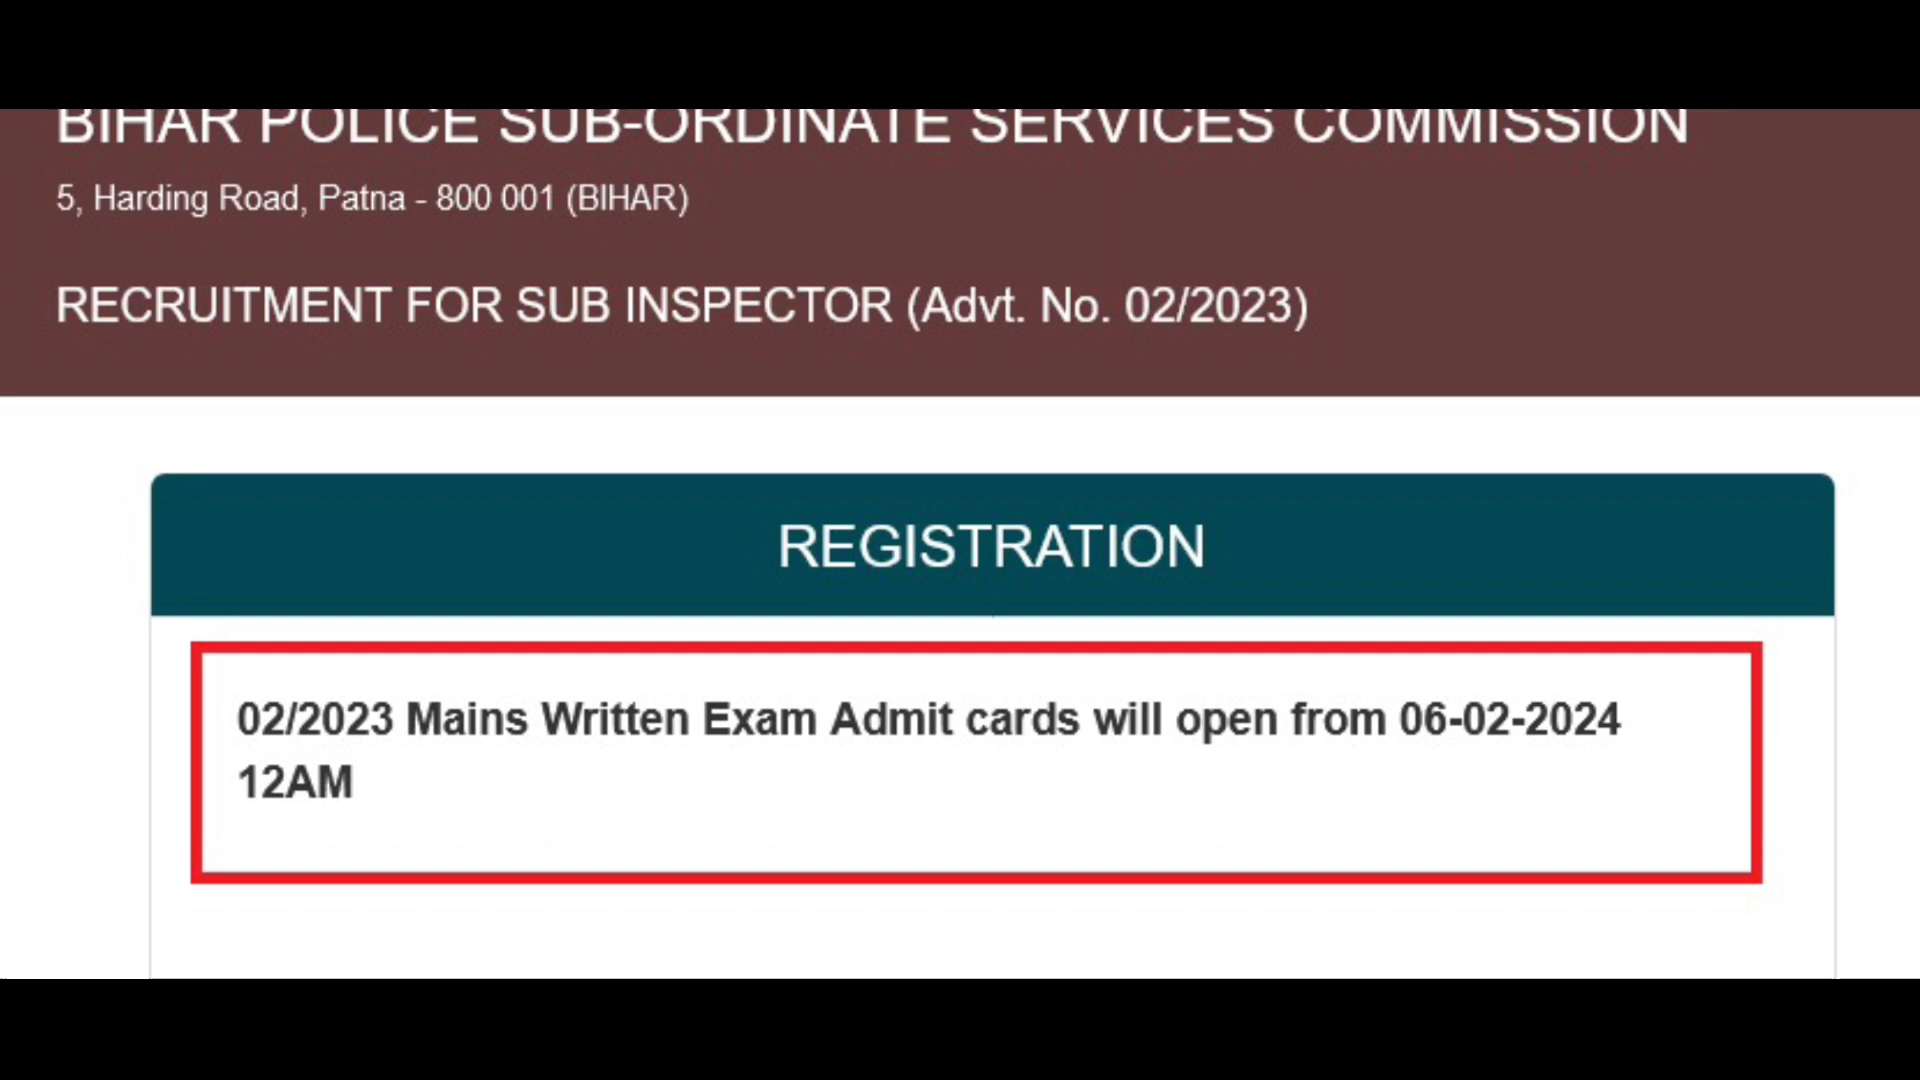 BIHAR POLICE SUB-ORDINATE SERVICES COMMISSION
5, Harding Road, Patna - 800 001 (BIHAR)
RECRUITMENT FOR SUB INSPECTOR (Advt. No. 02/2023)
REGISTRATION
02/2023 Mains Written Exam Admit cards will open from 06-02-2024
12AM